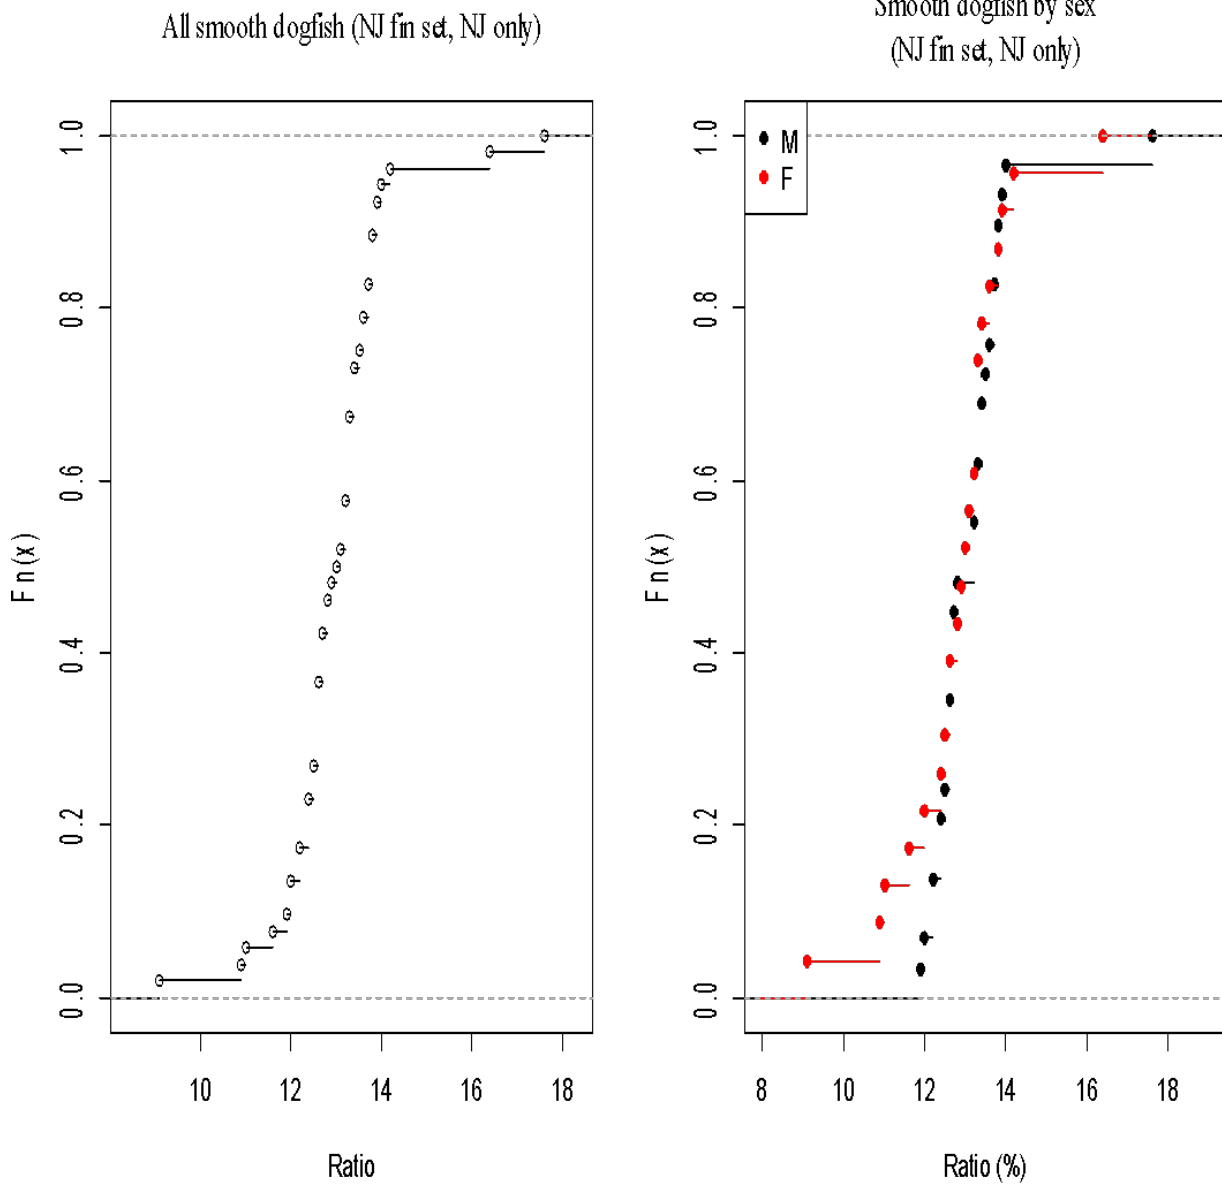 All smooth dogfish (NJ fin set, NJ only)
Smooth dogfish by sex
(NJ fin set, NJ only)
Fn(x)
0.0
0.2
0.4
0.6
0.8
1.0
10 12 14 16 18
Ratio
M
F
Fn(x)
0.0
0.2
0.4
0.6
0.8
1.0
8 10 12 14 16 18
Ratio (%)